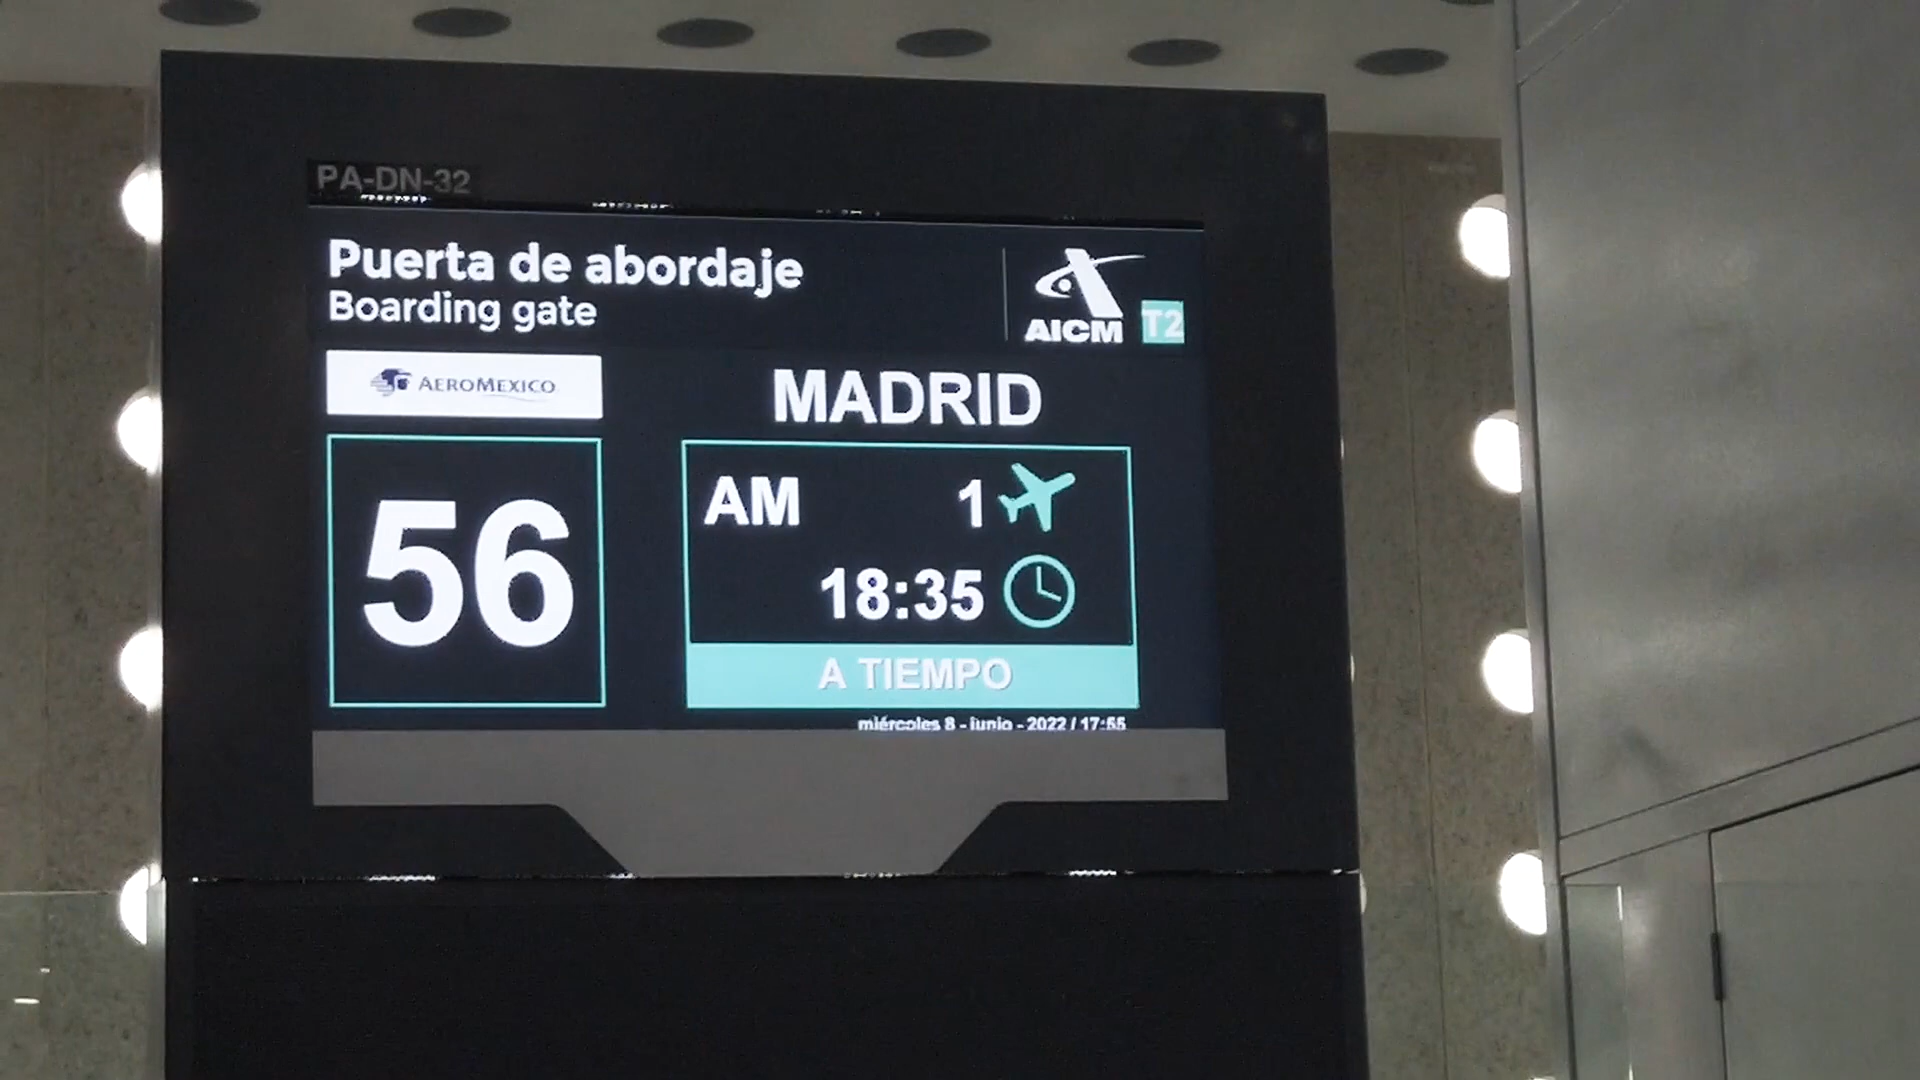 PA-DN-32
Puerta de abordaje
Boarding gate
AICM T2
AEROMEXICO
MADRID
56
AM 1
18:35
A TIEMPO
miércoles 8 - junio - 2022 / 17:55